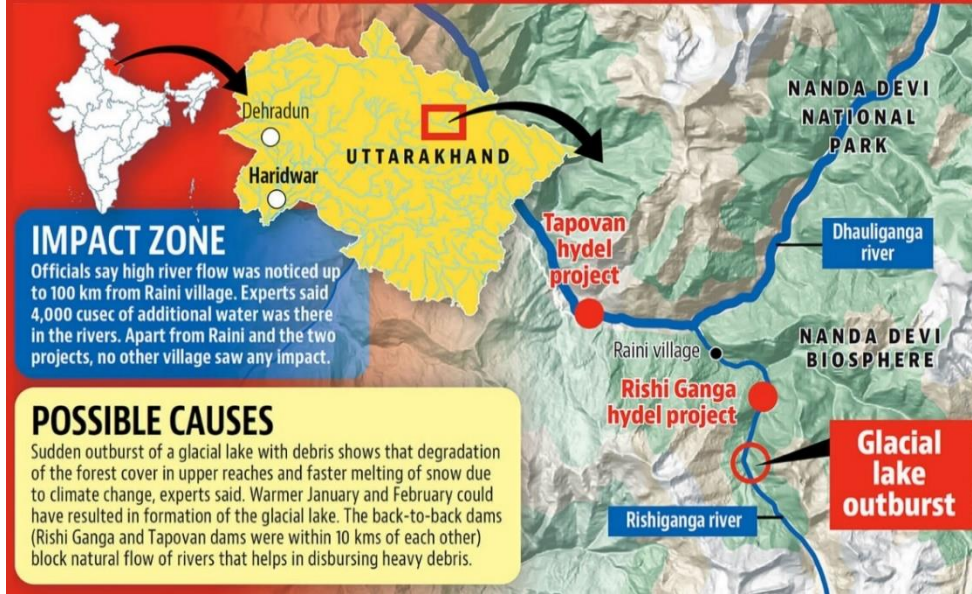 Dehradun
Haridwar
UTTARAKHAND
IMPACT ZONE
Officials say high river flow was noticed up
to 100 km from Raini village. Experts said
4,000 cusec of additional water was there
in the rivers. Apart from Raini and the two
projects, no other village saw any impact.
POSSIBLE CAUSES
Sudden outburst of a glacial lake with debris shows that degradation
of the forest cover in upper reaches and faster melting of snow due
to climate change, experts said. Warmer January and February could
have resulted in formation of the glacial lake. The back-to-back dams
(Rishi Ganga and Tapovan dams were within 10 kms of each other)
block natural flow of rivers that helps in disbursing heavy debris.
NANDA DEVI
NATIONAL
PARK
Tapovan
hydel
project
Dhauliganga
river
Raini village
NANDA DEVI
BIOSPHERE
Rishi Ganga
hydel project
Glacial
lake
outburst
Rishiganga river